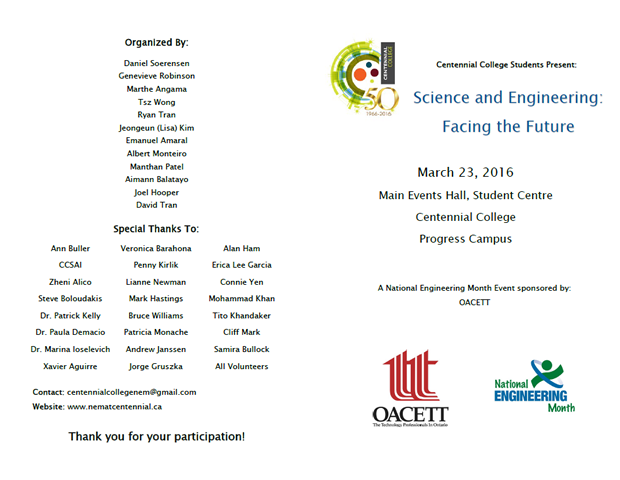 Organized By:
Daniel Soerensen
Genevieve Robinson
Marthe Angama
Tsz Wong
Ryan Tran
Jeongeun (Lisa) Kim
Emanuel Amaral
Albert Monteiro
Manthan Patel
Aimann Balatayo
Joel Hooper
David Tran
Special Thanks To:
Ann Buller Veronica Barahona Alan Ham
CCSAI Penny Kirlik Erica Lee Garcia
Zheni Alico Lianne Newman Connie Yen
Steve Boloudakis Mark Hastings Mohammad Khan
Dr. Patrick Kelly Bruce Williams Tito Khandaker
Dr. Paula Demacio Patricia Monache Cliff Mark
Dr. Marina Ioselevich Andrew Janssen Samira Bullock
Xavier Aguirre Jorge Gruszka All Volunteers
Contact: centennialcollegenem@gmail.com
Website: www.nematcentennial.ca
Thank you for your participation!
CENTENNIAL
COLLEGE
50
1966-2016
Centennial College Students Present:
Science and Engineering:
Facing the Future
March 23, 2016
Main Events Hall, Student Centre
Centennial College
Progress Campus
A National Engineering Month Event sponsored by:
OACETT
OACETT
The Technology Professionals In Ontario
National
ENGINEERING
Month